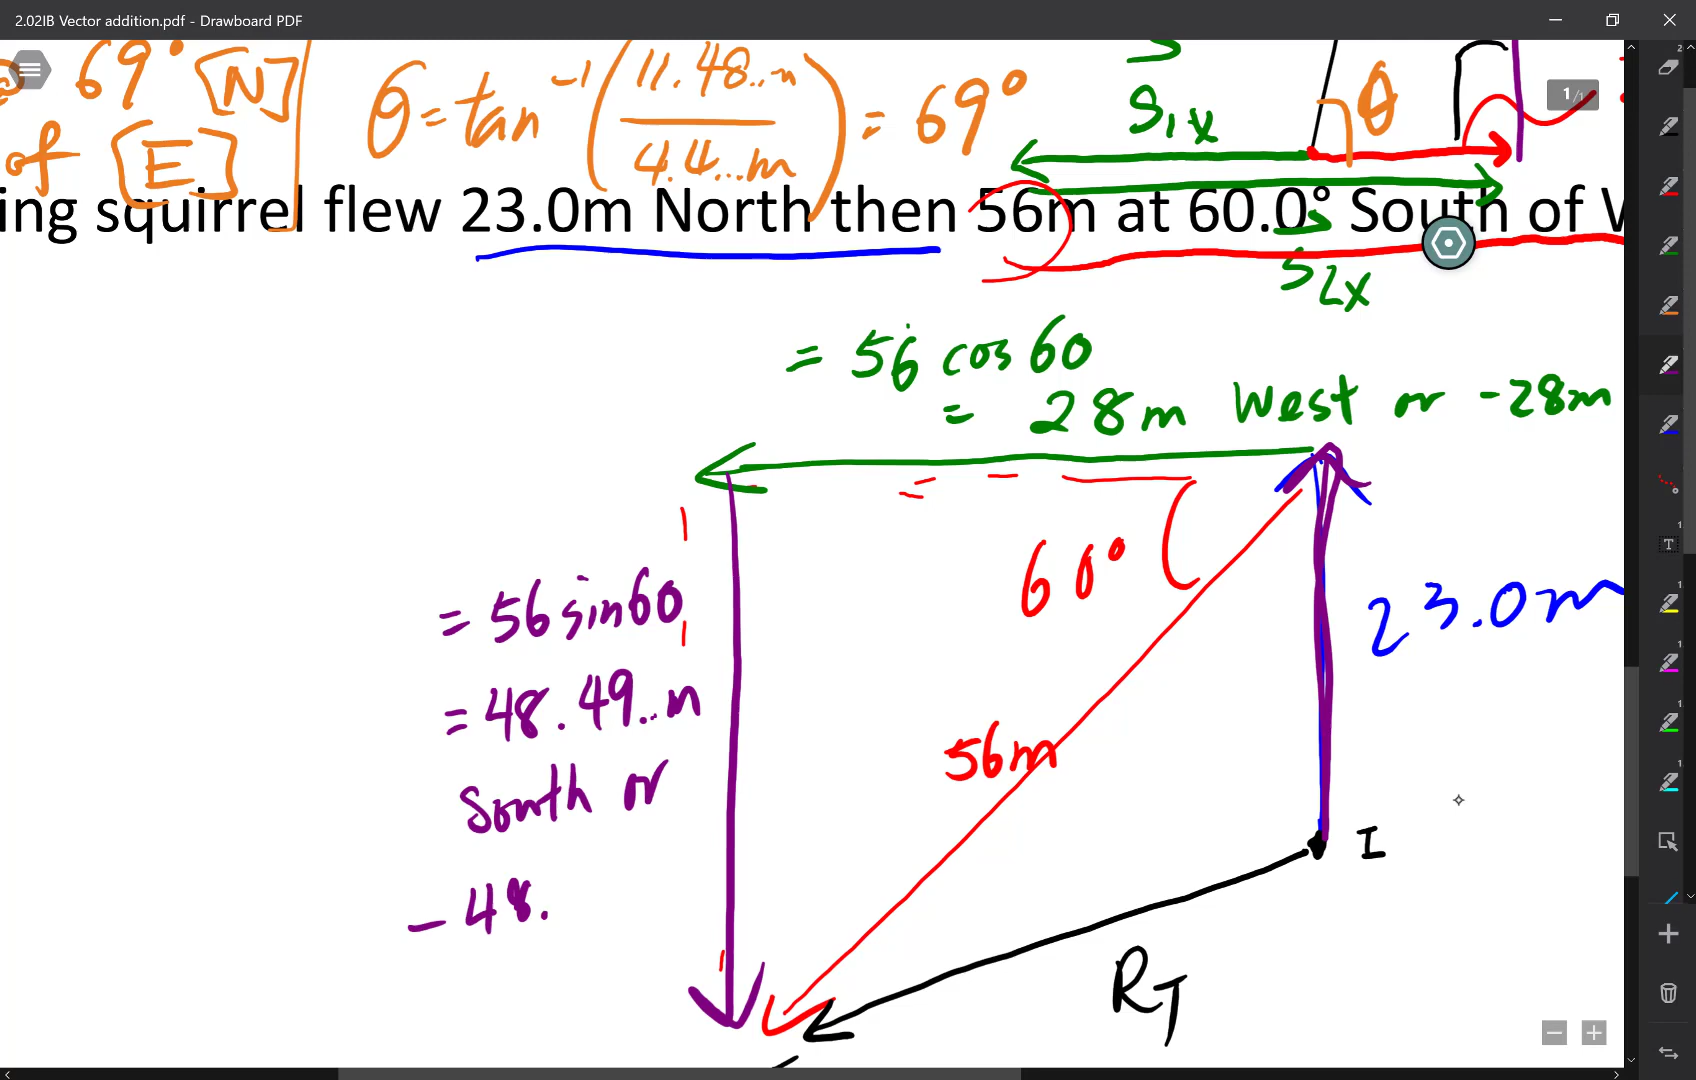 2.02IB Vector addition.pdf - Drawboard PDF
69° [N]
of [E]
θ = tan⁻¹(11.48..m / 4.4...m) = 69°
S₁ₓ
θ
1/1
ing squirrel flew 23.0m North then 56m at 60.0° South of W
S₂ₓ
= 56 cos 60
= 28m West or -28m
60°
23.0m
= 56 sin 60
= 48.49..m
South or
- 48.
56m
I
R_T